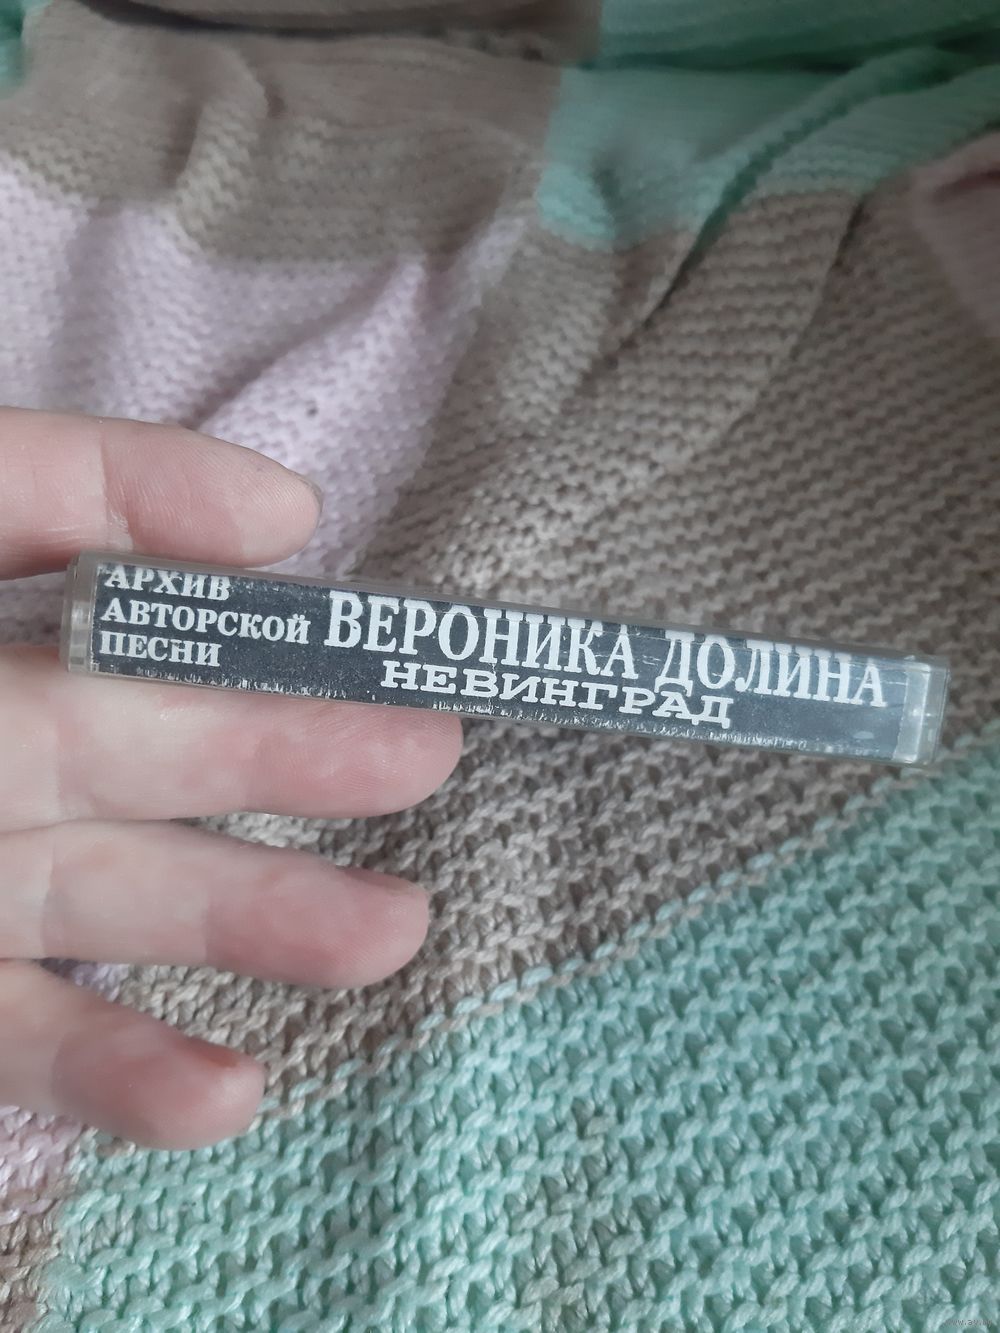 АРХИВ
АВТОРСКОЙ
ПЕСНИ
ВЕРОНИКА ДОЛИНА
НЕВИНГРАД